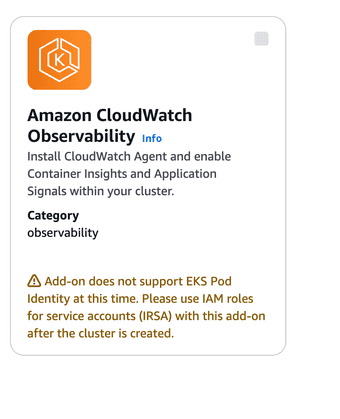 Amazon CloudWatch
Observability Info
Install CloudWatch Agent and enable
Container Insights and Application
Signals within your cluster.
Category
observability
Add-on does not support EKS Pod
Identity at this time. Please use IAM roles
for service accounts (IRSA) with this add-on
after the cluster is created.